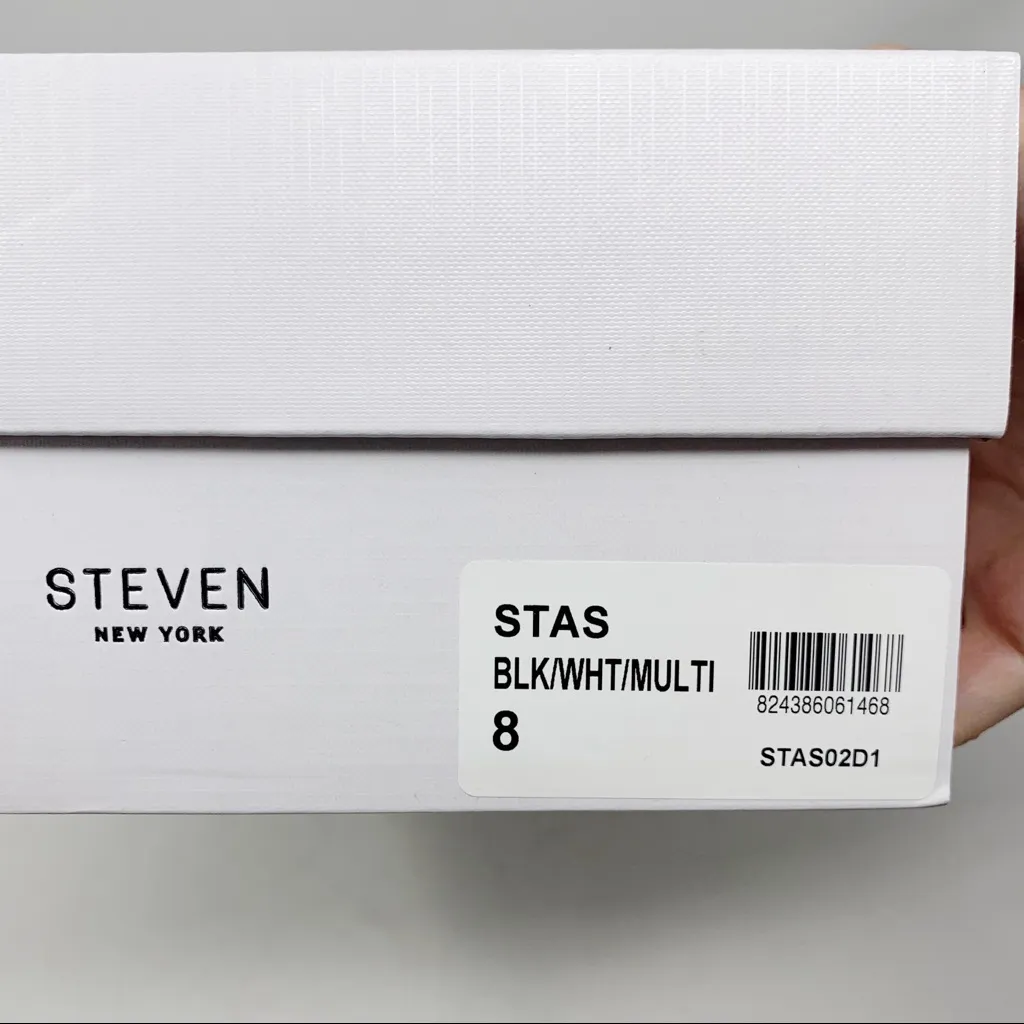 STEVEN
NEW YORK
STAS
BLK/WHT/MULTI
8
824386061468
STAS02D1